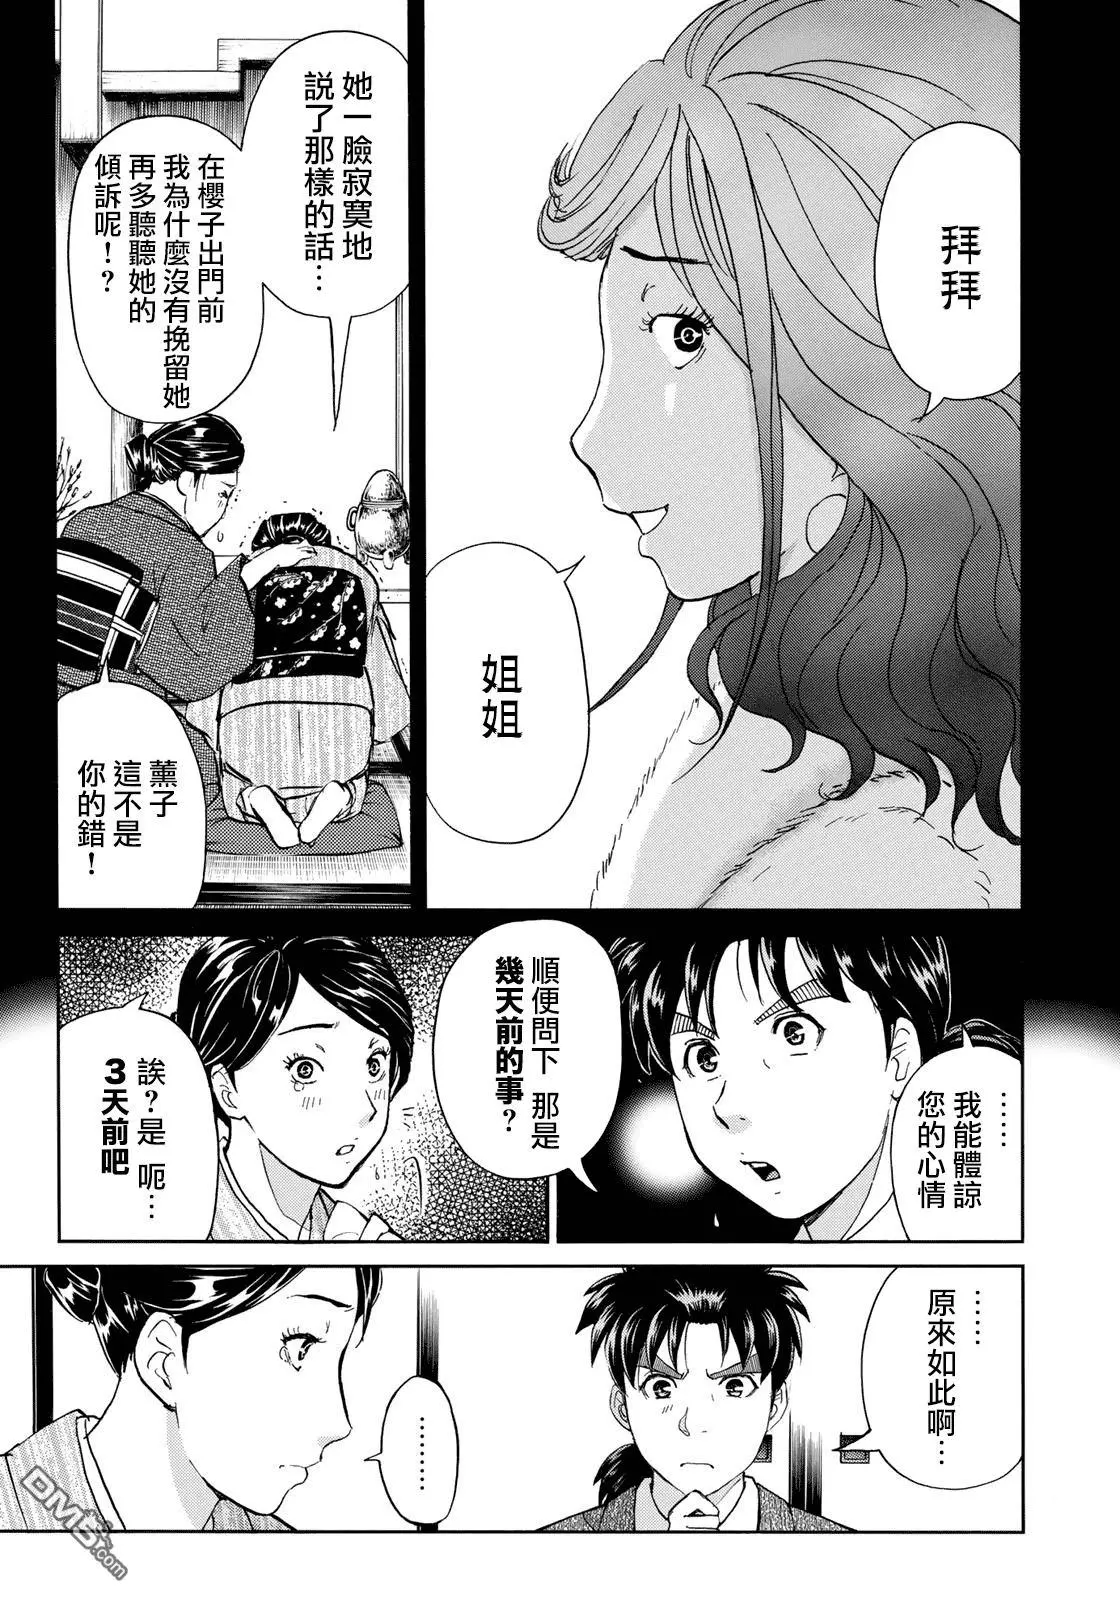 拜拜
姐姐
她一臉寂寞地
説了那樣的話…
在櫻子出門前
我為什麼沒有挽留她
再多聽聽她的
傾訴呢!?
薰子
這不是
你的錯!
……
我能體諒
您的心情
順便問下 那是
幾天前的事?
誒?是 呃…
3天前吧
……
原來如此啊…
……
DM5.com